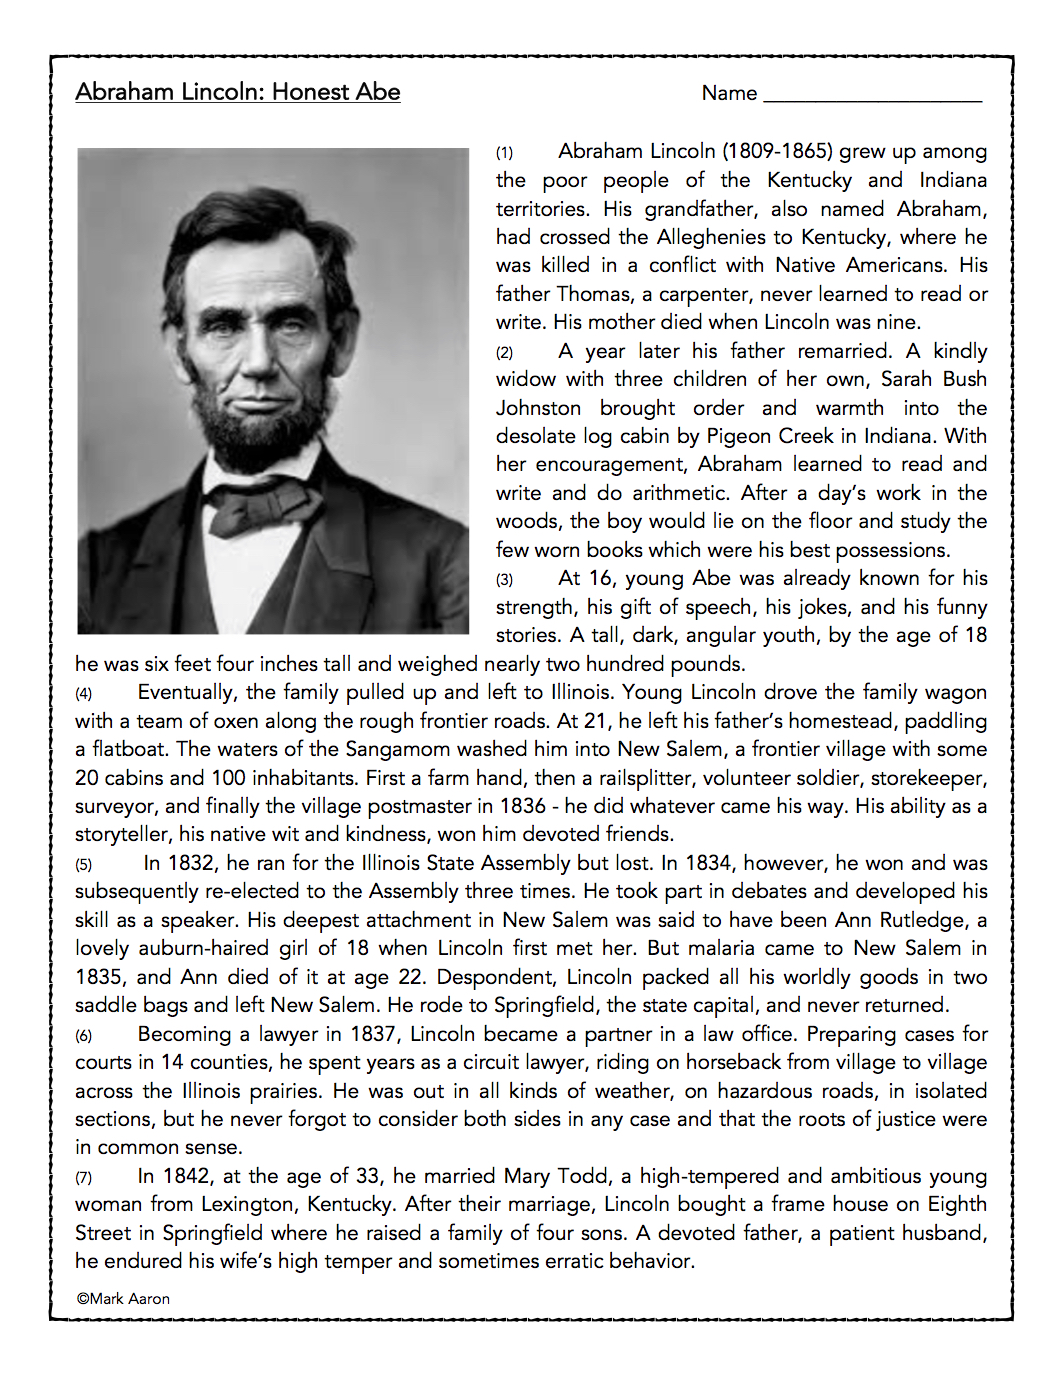 Abraham Lincoln: Honest Abe
Name ____________________
(1) Abraham Lincoln (1809-1865) grew up among
the poor people of the Kentucky and Indiana
territories. His grandfather, also named Abraham,
had crossed the Alleghenies to Kentucky, where he
was killed in a conflict with Native Americans. His
father Thomas, a carpenter, never learned to read or
write. His mother died when Lincoln was nine.
(2) A year later his father remarried. A kindly
widow with three children of her own, Sarah Bush
Johnston brought order and warmth into the
desolate log cabin by Pigeon Creek in Indiana. With
her encouragement, Abraham learned to read and
write and do arithmetic. After a day's work in the
woods, the boy would lie on the floor and study the
few worn books which were his best possessions.
(3) At 16, young Abe was already known for his
strength, his gift of speech, his jokes, and his funny
stories. A tall, dark, angular youth, by the age of 18
he was six feet four inches tall and weighed nearly two hundred pounds.
(4) Eventually, the family pulled up and left to Illinois. Young Lincoln drove the family wagon
with a team of oxen along the rough frontier roads. At 21, he left his father's homestead, paddling
a flatboat. The waters of the Sangamom washed him into New Salem, a frontier village with some
20 cabins and 100 inhabitants. First a farm hand, then a railsplitter, volunteer soldier, storekeeper,
surveyor, and finally the village postmaster in 1836 - he did whatever came his way. His ability as a
storyteller, his native wit and kindness, won him devoted friends.
(5) In 1832, he ran for the Illinois State Assembly but lost. In 1834, however, he won and was
subsequently re-elected to the Assembly three times. He took part in debates and developed his
skill as a speaker. His deepest attachment in New Salem was said to have been Ann Rutledge, a
lovely auburn-haired girl of 18 when Lincoln first met her. But malaria came to New Salem in
1835, and Ann died of it at age 22. Despondent, Lincoln packed all his worldly goods in two
saddle bags and left New Salem. He rode to Springfield, the state capital, and never returned.
(6) Becoming a lawyer in 1837, Lincoln became a partner in a law office. Preparing cases for
courts in 14 counties, he spent years as a circuit lawyer, riding on horseback from village to village
across the Illinois prairies. He was out in all kinds of weather, on hazardous roads, in isolated
sections, but he never forgot to consider both sides in any case and that the roots of justice were
in common sense.
(7) In 1842, at the age of 33, he married Mary Todd, a high-tempered and ambitious young
woman from Lexington, Kentucky. After their marriage, Lincoln bought a frame house on Eighth
Street in Springfield where he raised a family of four sons. A devoted father, a patient husband,
he endured his wife's high temper and sometimes erratic behavior.
©Mark Aaron